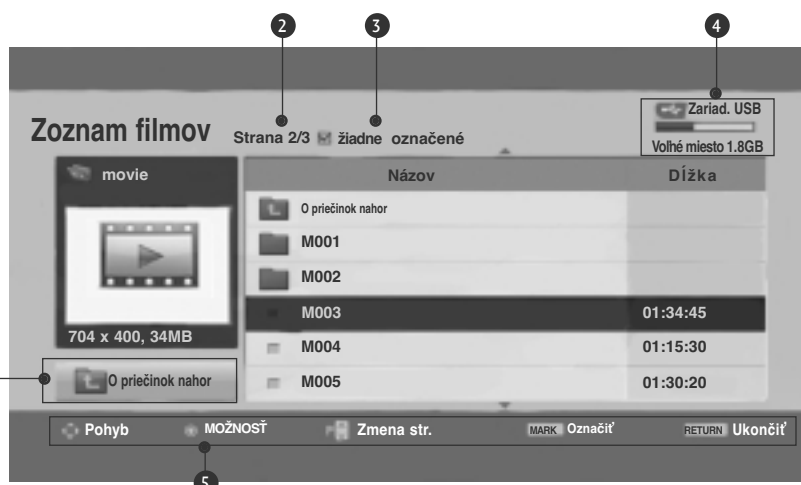 2 3 4
Zariad. USB
Zoznam filmov Strana 2/3 žiadne označené
Voľné miesto 1.8GB
movie Názov Dĺžka
O priečinok nahor
M001
M002
M003 01:34:45
704 x 400, 34MB
M004 01:15:30
O priečinok nahor
M005 01:30:20
Pohyb MOŽNOSŤ P Zmena str. MARK Označiť RETURN Ukončiť
5